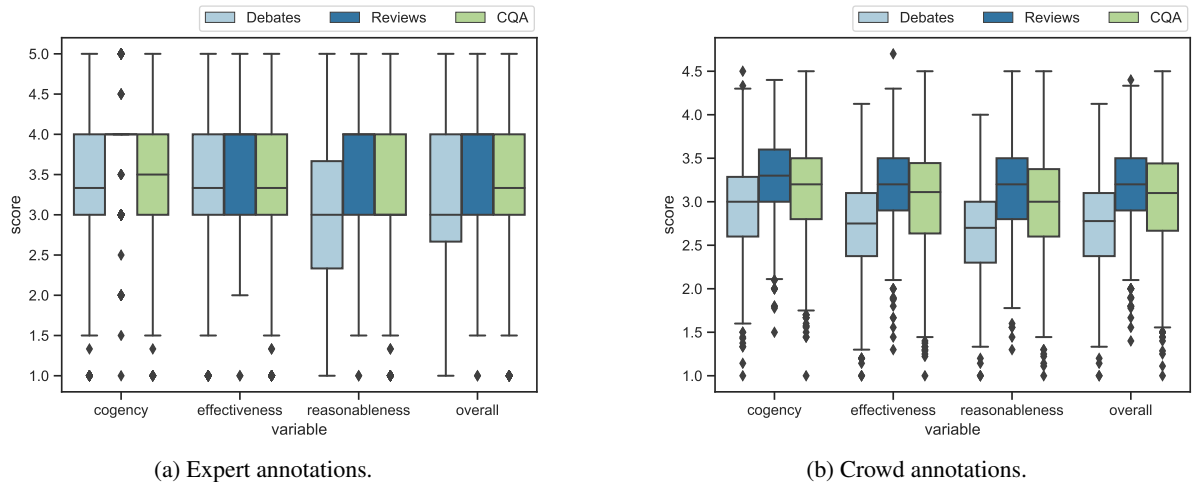 Debates Reviews CQA
5.0
4.5
4.0
3.5
3.0
2.5
2.0
1.5
1.0
score
cogency effectiveness reasonableness overall
variable
(a) Expert annotations.
Debates Reviews CQA
4.5
4.0
3.5
3.0
2.5
2.0
1.5
1.0
score
cogency effectiveness reasonableness overall
variable
(b) Crowd annotations.